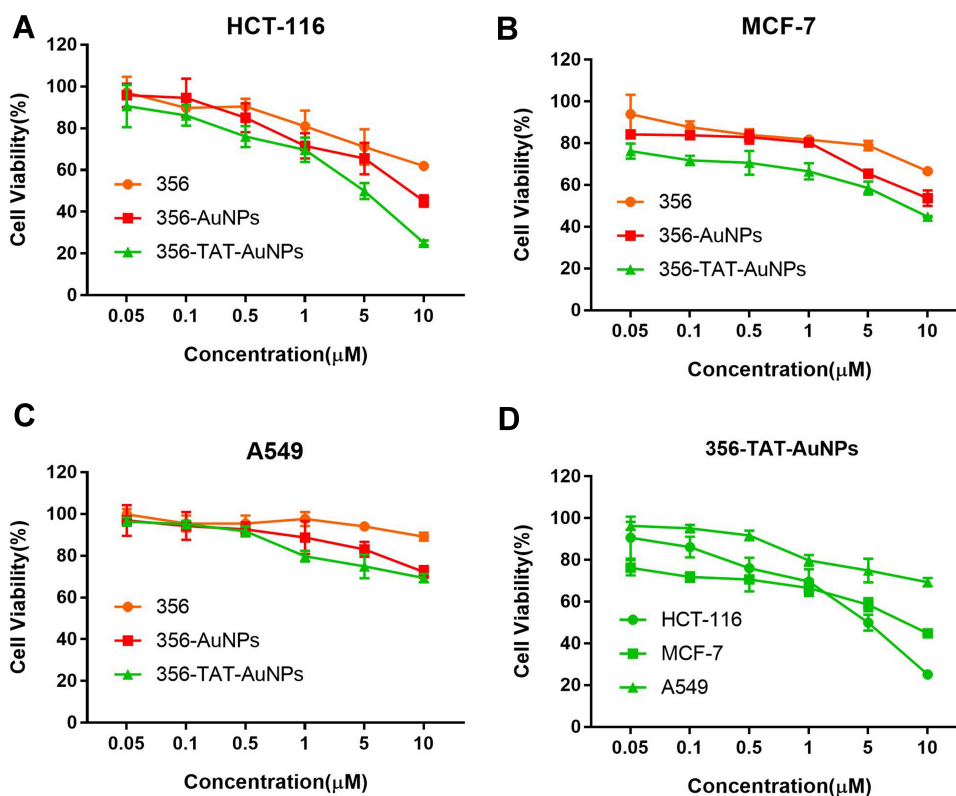 A
HCT-116
Cell Viability(%)
120
100
80
60
40
20
0
356
356-AuNPs
356-TAT-AuNPs
0.05 0.1 0.5 1 5 10
Concentration(μM)
B
MCF-7
Cell Viability(%)
120
100
80
60
40
20
0
356
356-AuNPs
356-TAT-AuNPs
0.05 0.1 0.5 1 5 10
Concentration(μM)
C
A549
Cell Viability(%)
120
100
80
60
40
20
0
356
356-AuNPs
356-TAT-AuNPs
0.05 0.1 0.5 1 5 10
Concentration(μM)
D
356-TAT-AuNPs
Cell Viability(%)
120
100
80
60
40
20
0
HCT-116
MCF-7
A549
0.05 0.1 0.5 1 5 10
Concentration(μM)